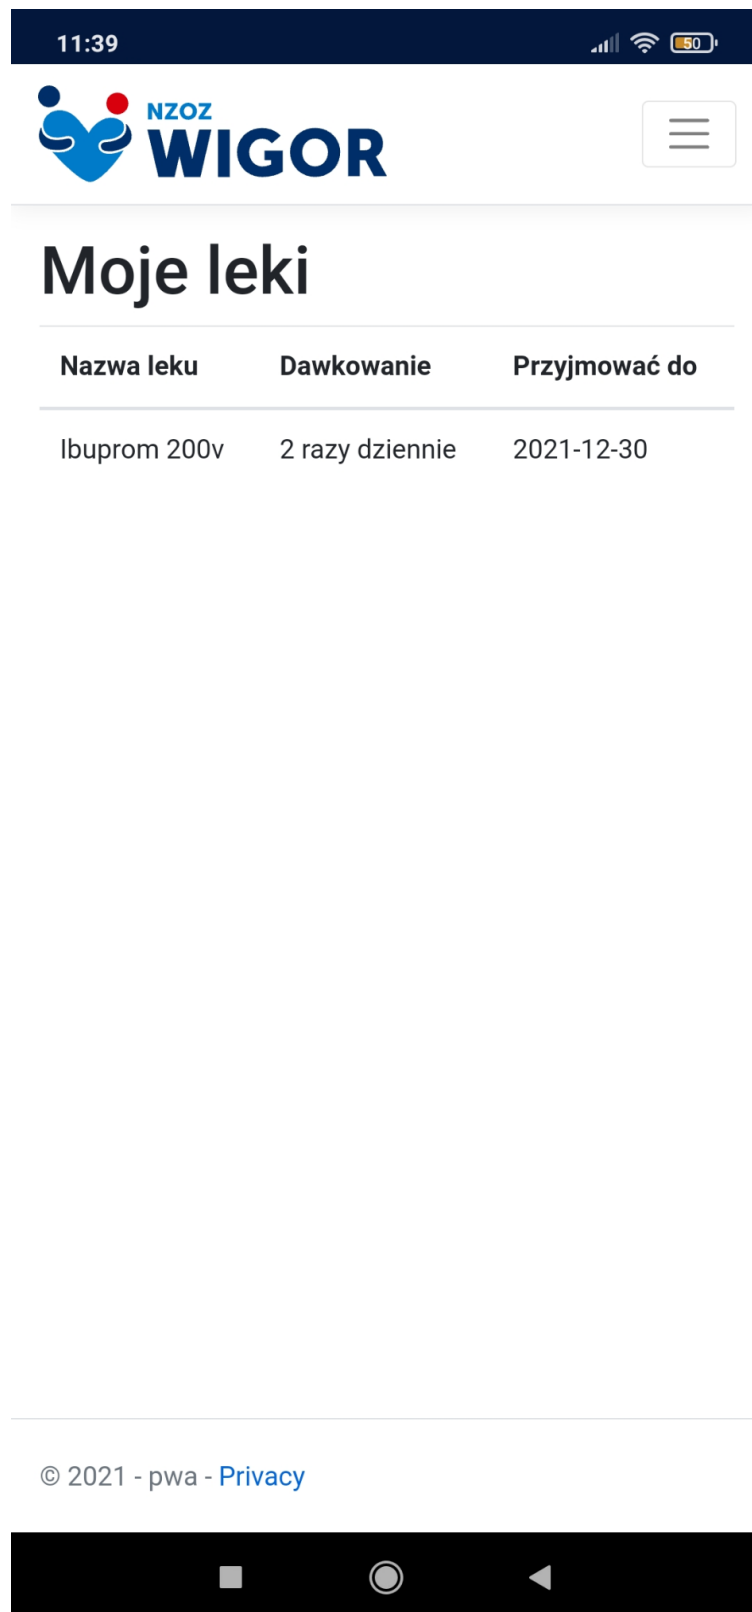 11:39
50
NZOZ
WIGOR
Moje leki
Nazwa leku Dawkowanie Przyjmować do
Ibuprom 200v 2 razy dziennie 2021-12-30
© 2021 - pwa - Privacy